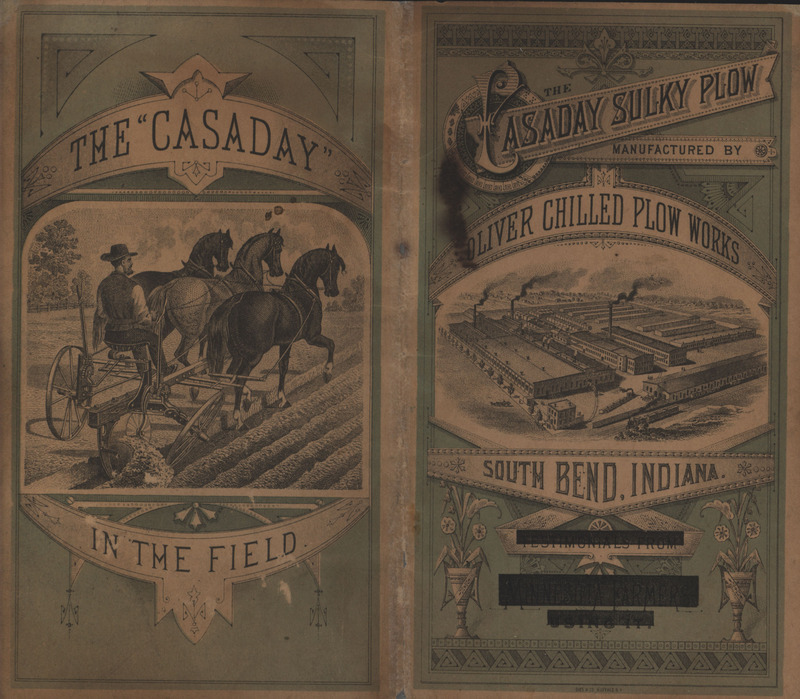 THE "CASADAY"
IN THE FIELD
THE
CASADAY SULKY PLOW
MANUFACTURED BY
OLIVER CHILLED PLOW WORKS
SOUTH BEND, INDIANA.
TESTIMONIALS FROM
FARMERS
USING IT.